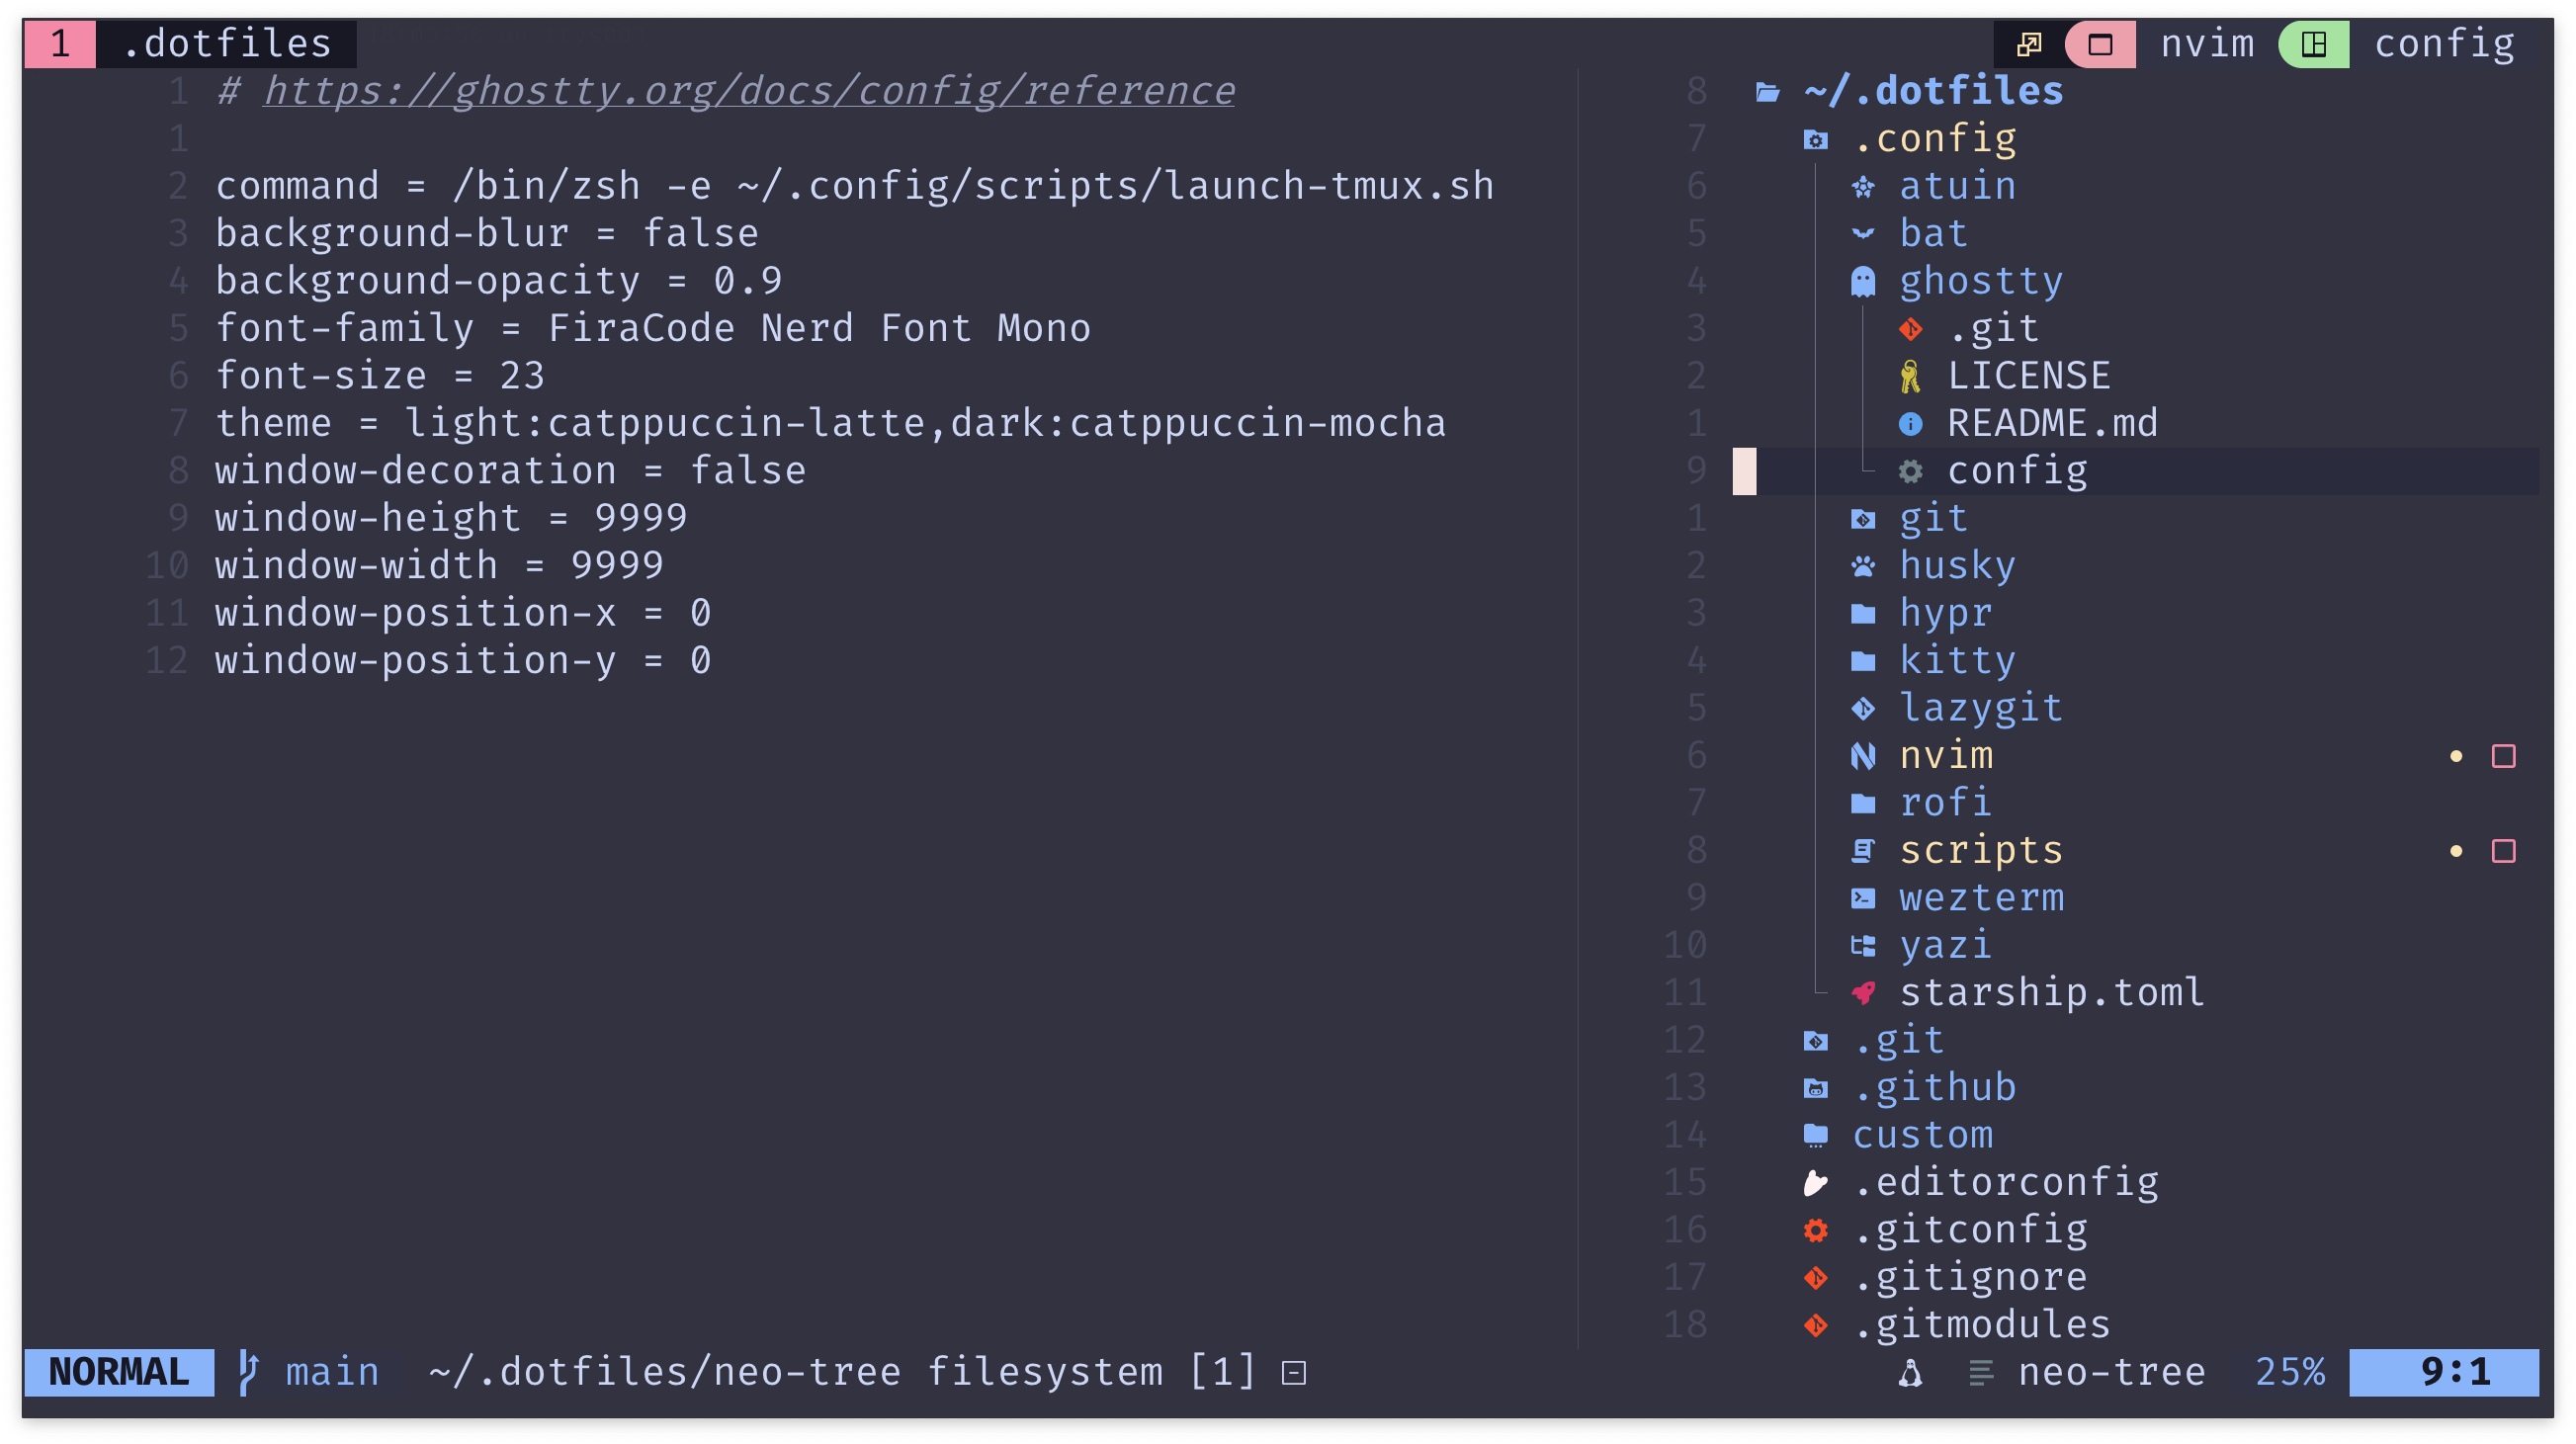 1 .dotfiles nvim config
1 # https://ghostty.org/docs/config/reference
1
2 command = /bin/zsh -e ~/.config/scripts/launch-tmux.sh
3 background-blur = false
4 background-opacity = 0.9
5 font-family = FiraCode Nerd Font Mono
6 font-size = 23
7 theme = light:catppuccin-latte,dark:catppuccin-mocha
8 window-decoration = false
9 window-height = 9999
10 window-width = 9999
11 window-position-x = 0
12 window-position-y = 0
8 ~/.dotfiles
7 .config
6 atuin
5 bat
4 ghostty
3 .git
2 LICENSE
1 README.md
9 config
1 git
2 husky
3 hypr
4 kitty
5 lazygit
6 nvim
7 rofi
8 scripts
9 wezterm
10 yazi
11 starship.toml
12 .git
13 .github
14 custom
15 .editorconfig
16 .gitconfig
17 .gitignore
18 .gitmodules
NORMAL main ~/.dotfiles/neo-tree filesystem [1] neo-tree 25% 9:1